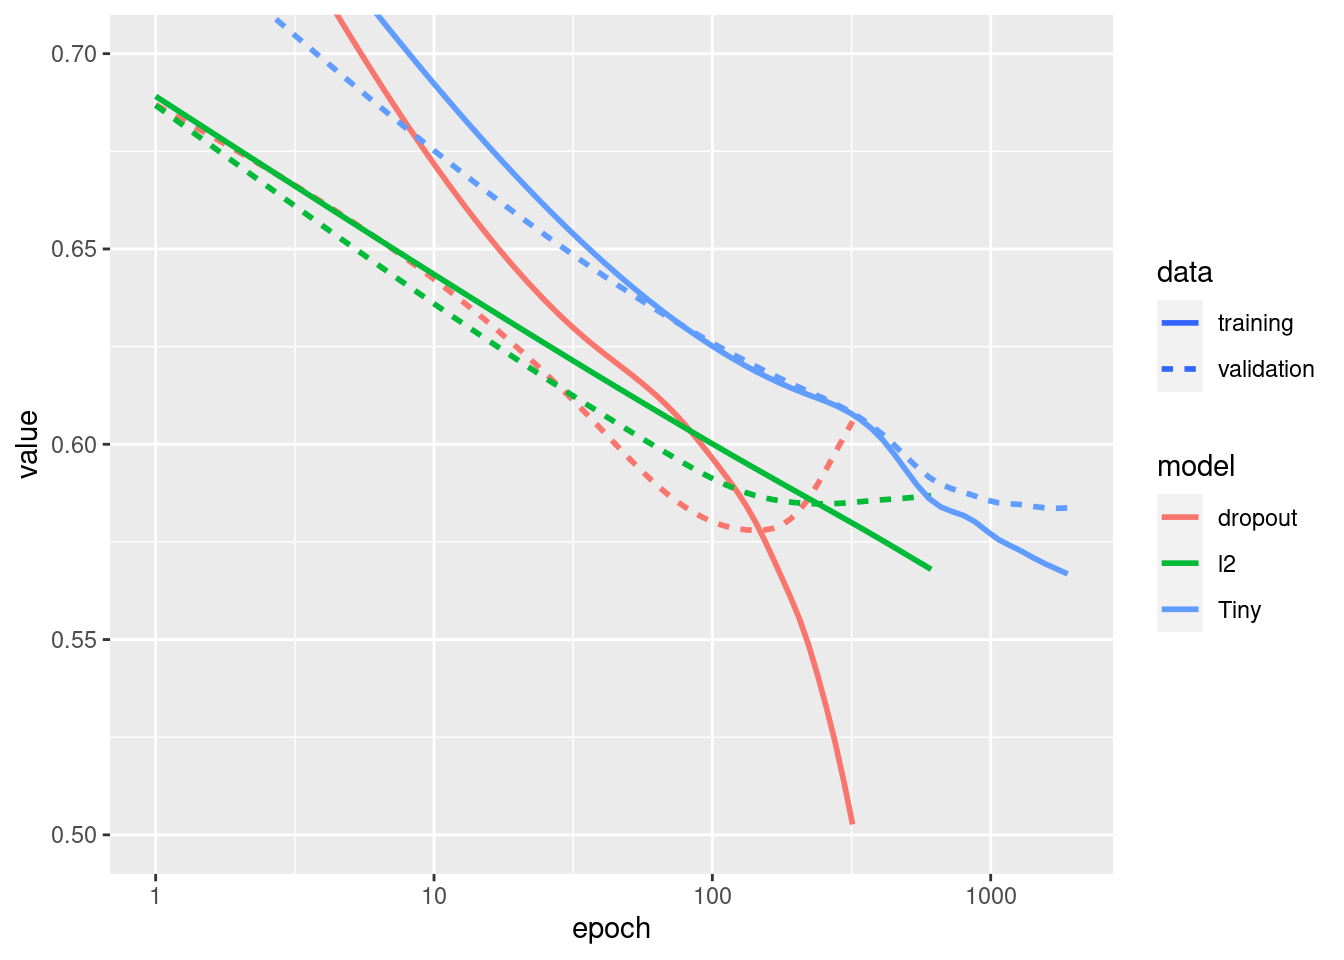 value
0.70
0.65
0.60
0.55
0.50
1
10
100
1000
epoch
data
training
validation
model
dropout
l2
Tiny